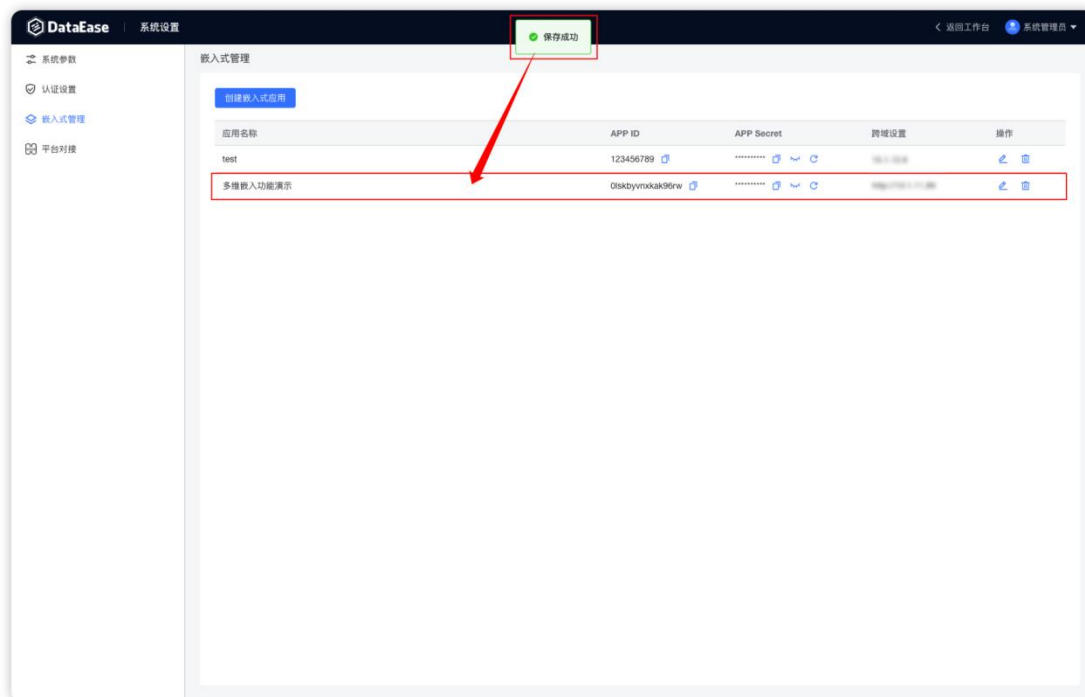 DataEase 系统设置 返回工作台 系统管理员
保存成功
系统参数
认证设置
嵌入式管理
平台对接
嵌入式管理
创建嵌入式应用
应用名称 APP ID APP Secret 跨域设置 操作
test 123456789 **********
多维嵌入功能演示 0lskbyvnxkak96rw **********